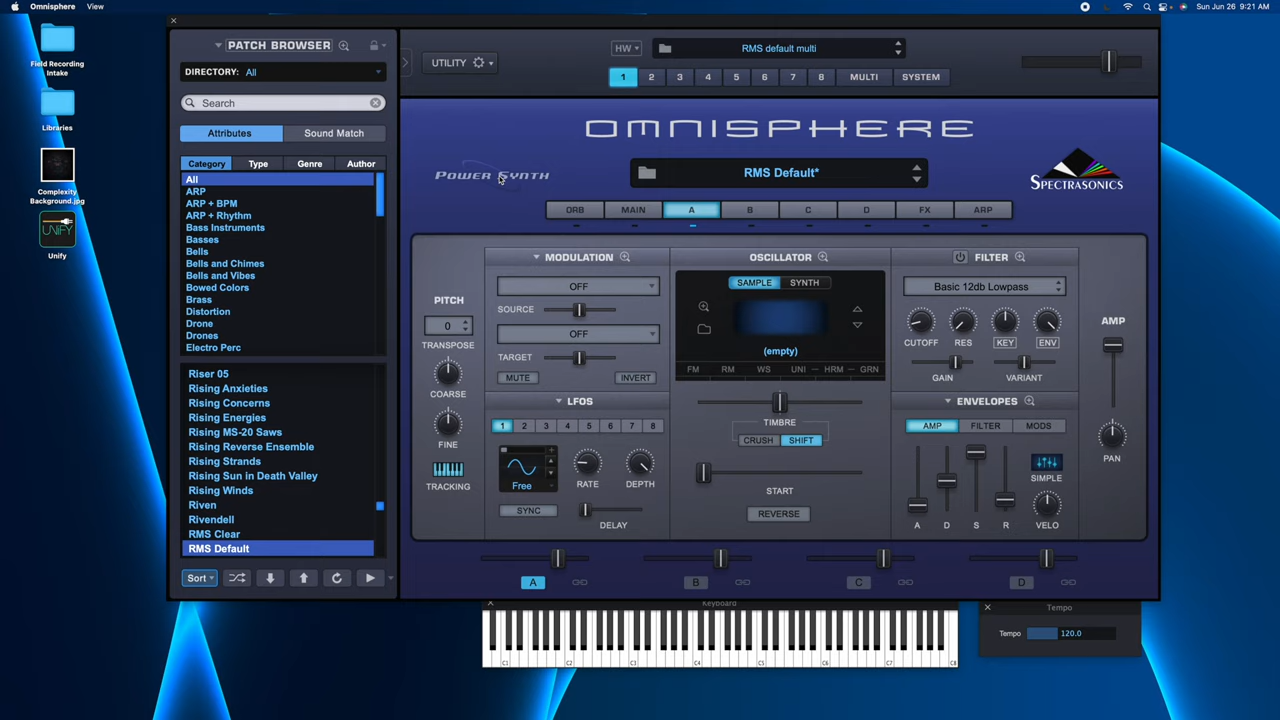 Omnisphere View Sun Jun 26 9:21 AM
Field Recording
Intake
Libraries
Complexity
Background.jpg
Unify
UNIFY
PATCH BROWSER
DIRECTORY: All
Search
Attributes Sound Match
Category Type Genre Author
All
ARP
ARP + BPM
ARP + Rhythm
Bass Instruments
Basses
Bells
Bells and Chimes
Bells and Vibes
Bowed Colors
Brass
Distortion
Drone
Drones
Electro Perc
Riser 05
Rising Anxieties
Rising Concerns
Rising Energies
Rising MS-20 Saws
Rising Reverse Ensemble
Rising Strands
Rising Sun in Death Valley
Rising Winds
Riven
Rivendell
RMS Clear
RMS Default
Sort
UTILITY
HW RMS default multi
1 2 3 4 5 6 7 8 MULTI SYSTEM
OMNISPHERE
POWER SYNTH
RMS Default*
SPECTRASONICS
ORB MAIN A B C D FX ARP
PITCH
0
TRANSPOSE
COARSE
FINE
TRACKING
MODULATION
OFF
SOURCE
OFF
TARGET
MUTE INVERT
LFOS
1 2 3 4 5 6 7 8
Free
RATE DEPTH
SYNC
DELAY
OSCILLATOR
SAMPLE SYNTH
(empty)
FM RM WS UNI HRM GRN
TIMBRE
CRUSH SHIFT
START
REVERSE
FILTER
Basic 12db Lowpass
CUTOFF RES KEY ENV
GAIN VARIANT
ENVELOPES
AMP FILTER MODS
SIMPLE
A D S R VELO
AMP
PAN
A B C D
Keyboard
C1 C2 C3 C4 C5 C6 C7 C8
Tempo
Tempo 120.0